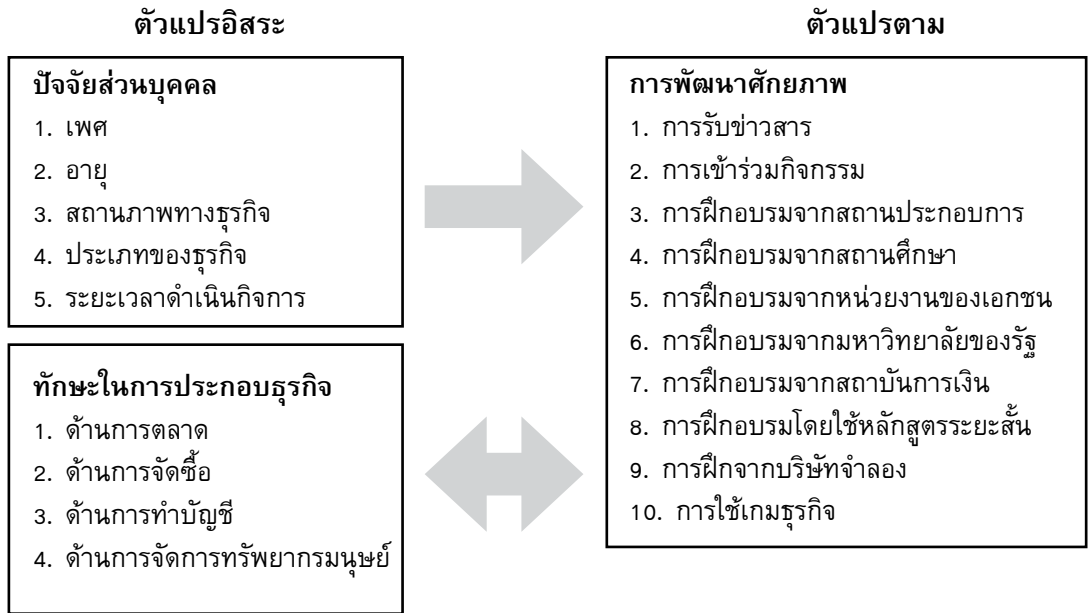 ตัวแปรอิสระ
ปัจจัยส่วนบุคคล
1. เพศ
2. อายุ
3. สถานภาพทางธุรกิจ
4. ประเภทของธุรกิจ
5. ระยะเวลาดำเนินกิจการ
ทักษะในการประกอบธุรกิจ
1. ด้านการตลาด
2. ด้านการจัดซื้อ
3. ด้านการทำบัญชี
4. ด้านการจัดการทรัพยากรมนุษย์
ตัวแปรตาม
การพัฒนาศักยภาพ
1. การรับข่าวสาร
2. การเข้าร่วมกิจกรรม
3. การฝึกอบรมจากสถานประกอบการ
4. การฝึกอบรมจากสถานศึกษา
5. การฝึกอบรมจากหน่วยงานของเอกชน
6. การฝึกอบรมจากมหาวิทยาลัยของรัฐ
7. การฝึกอบรมจากสถาบันการเงิน
8. การฝึกอบรมโดยใช้หลักสูตรระยะสั้น
9. การฝึกจากบริษัทจำลอง
10. การใช้เกมธุรกิจ